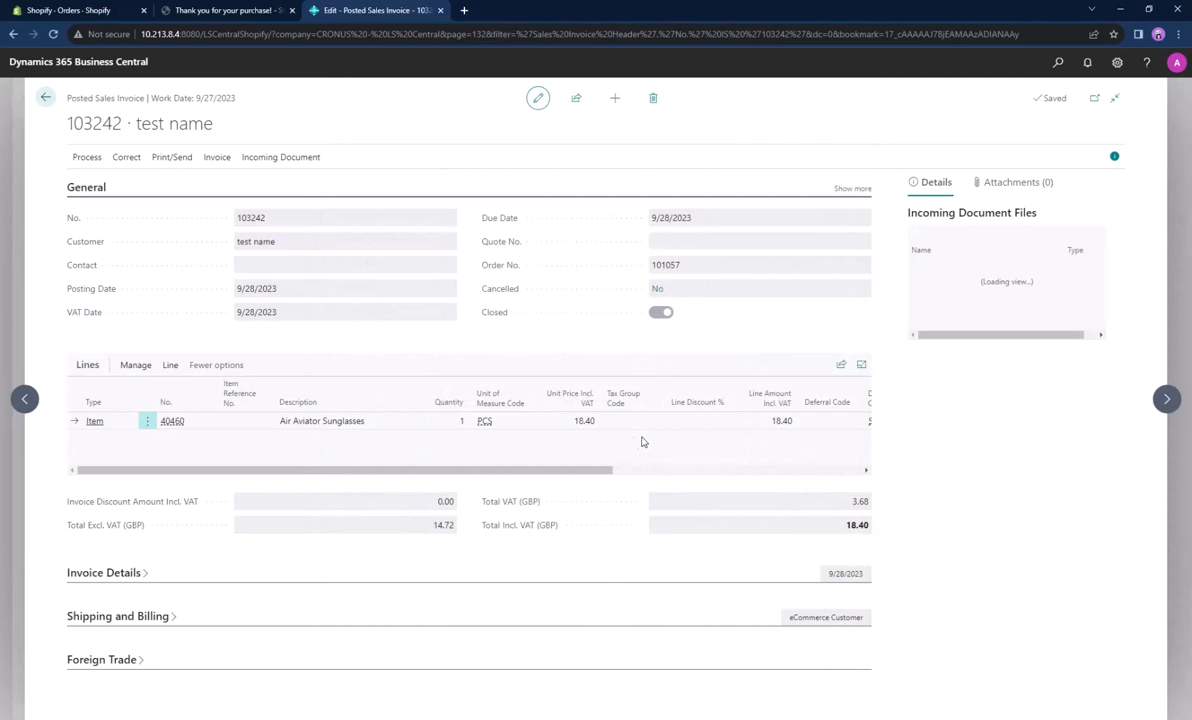 Shopify - Orders - Shopify
Thank you for your purchase! - S
Edit - Posted Sales Invoice - 103
Not secure
10.213.8.4:8080/LSCentralShopify/?company=CRONUS%20-%20LS%20Central&page=132&filter=%27Sales%20Invoice%20Header%27.%27No.%27%20IS%20%27103242%27&dc=0&bookmark=17_cAAAAAJ78jEAMAAzADIANAAy
Dynamics 365 Business Central
A
Posted Sales Invoice | Work Date: 9/27/2023
Saved
103242 · test name
Process Correct Print/Send Invoice Incoming Document
General
Show more
No. 103242
Customer test name
Contact
Posting Date 9/28/2023
VAT Date 9/28/2023
Due Date 9/28/2023
Quote No.
Order No. 101057
Cancelled No
Closed
Details
Attachments (0)
Incoming Document Files
Name Type
(Loading view...)
Lines Manage Line Fewer options
Type No. Item Reference No. Description Quantity Unit of Measure Code Unit Price Incl. VAT Tax Group Code Line Discount % Line Amount Incl. VAT Deferral Code
Item 40460 Air Aviator Sunglasses 1 PCS 18.40 18.40
Invoice Discount Amount Incl. VAT 0.00
Total VAT (GBP) 3.68
Total Excl. VAT (GBP) 14.72
Total Incl. VAT (GBP) 18.40
Invoice Details
9/28/2023
Shipping and Billing
eCommerce Customer
Foreign Trade